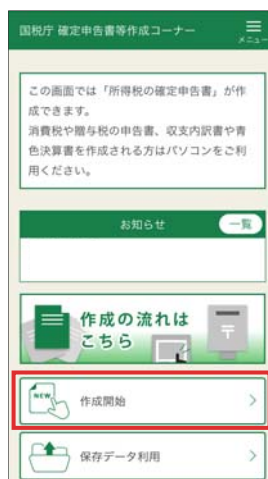 国税庁 確定申告書等作成コーナー
メニュー
この画面では「所得税の確定申告書」が作
成できます。
消費税や贈与税の申告書、収支内訳書や青
色決算書を作成される方はパソコンをご利
用ください。
お知らせ
一覧
作成の流れは
こちら
〒
NEW
作成開始
保存データ利用